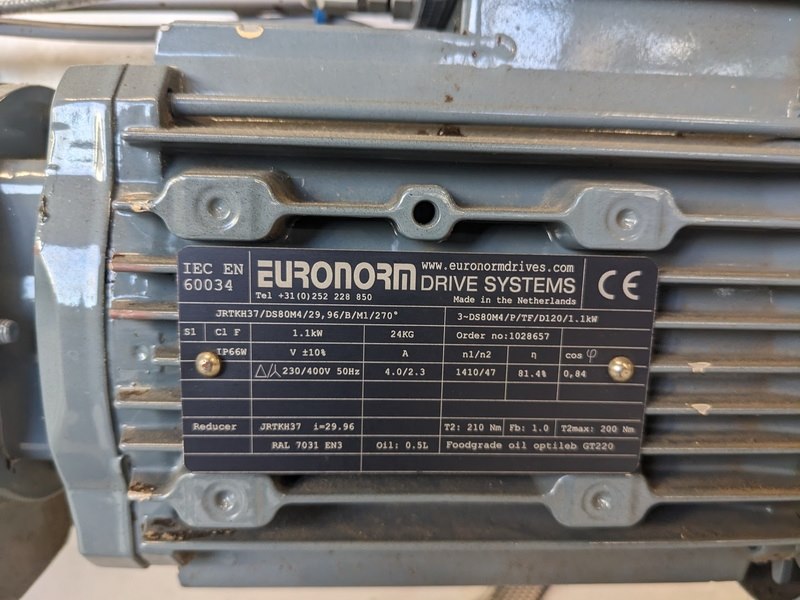 IEC EN 60034
EURONORM www.euronormdrives.com DRIVE SYSTEMS
Tel +31(0)252 228 850 Made in the Netherlands
CE
JRTKH37/DS80M4/29,96/B/M1/270° 3~DS80M4/P/TF/D120/1.1kW
S1 Cl F 1.1kW 24KG Order no:1028657
IP66W V ±10% A n1/n2 η cos φ
△/⅄ 230/400V 50Hz 4.0/2.3 1410/47 81.4% 0,84
Reducer JRTKH37 i=29.96 T2: 210 Nm Fb: 1.0 T2max: 200 Nm
RAL 7031 EN3 Oil: 0.5L Foodgrade oil optileb GT220